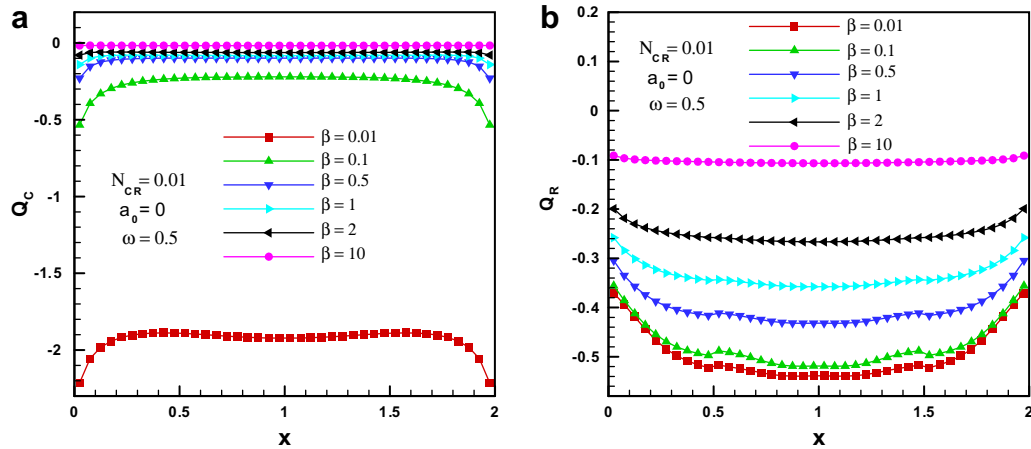 a
0
-0.5
-1
-1.5
-2
Q_C
0 0.5 1 1.5 2
x
N_CR = 0.01
a_0 = 0
ω = 0.5
β = 0.01
β = 0.1
β = 0.5
β = 1
β = 2
β = 10
b
0.2
0.1
0
-0.1
-0.2
-0.3
-0.4
-0.5
Q_R
0 0.5 1 1.5 2
x
N_CR = 0.01
a_0 = 0
ω = 0.5
β = 0.01
β = 0.1
β = 0.5
β = 1
β = 2
β = 10